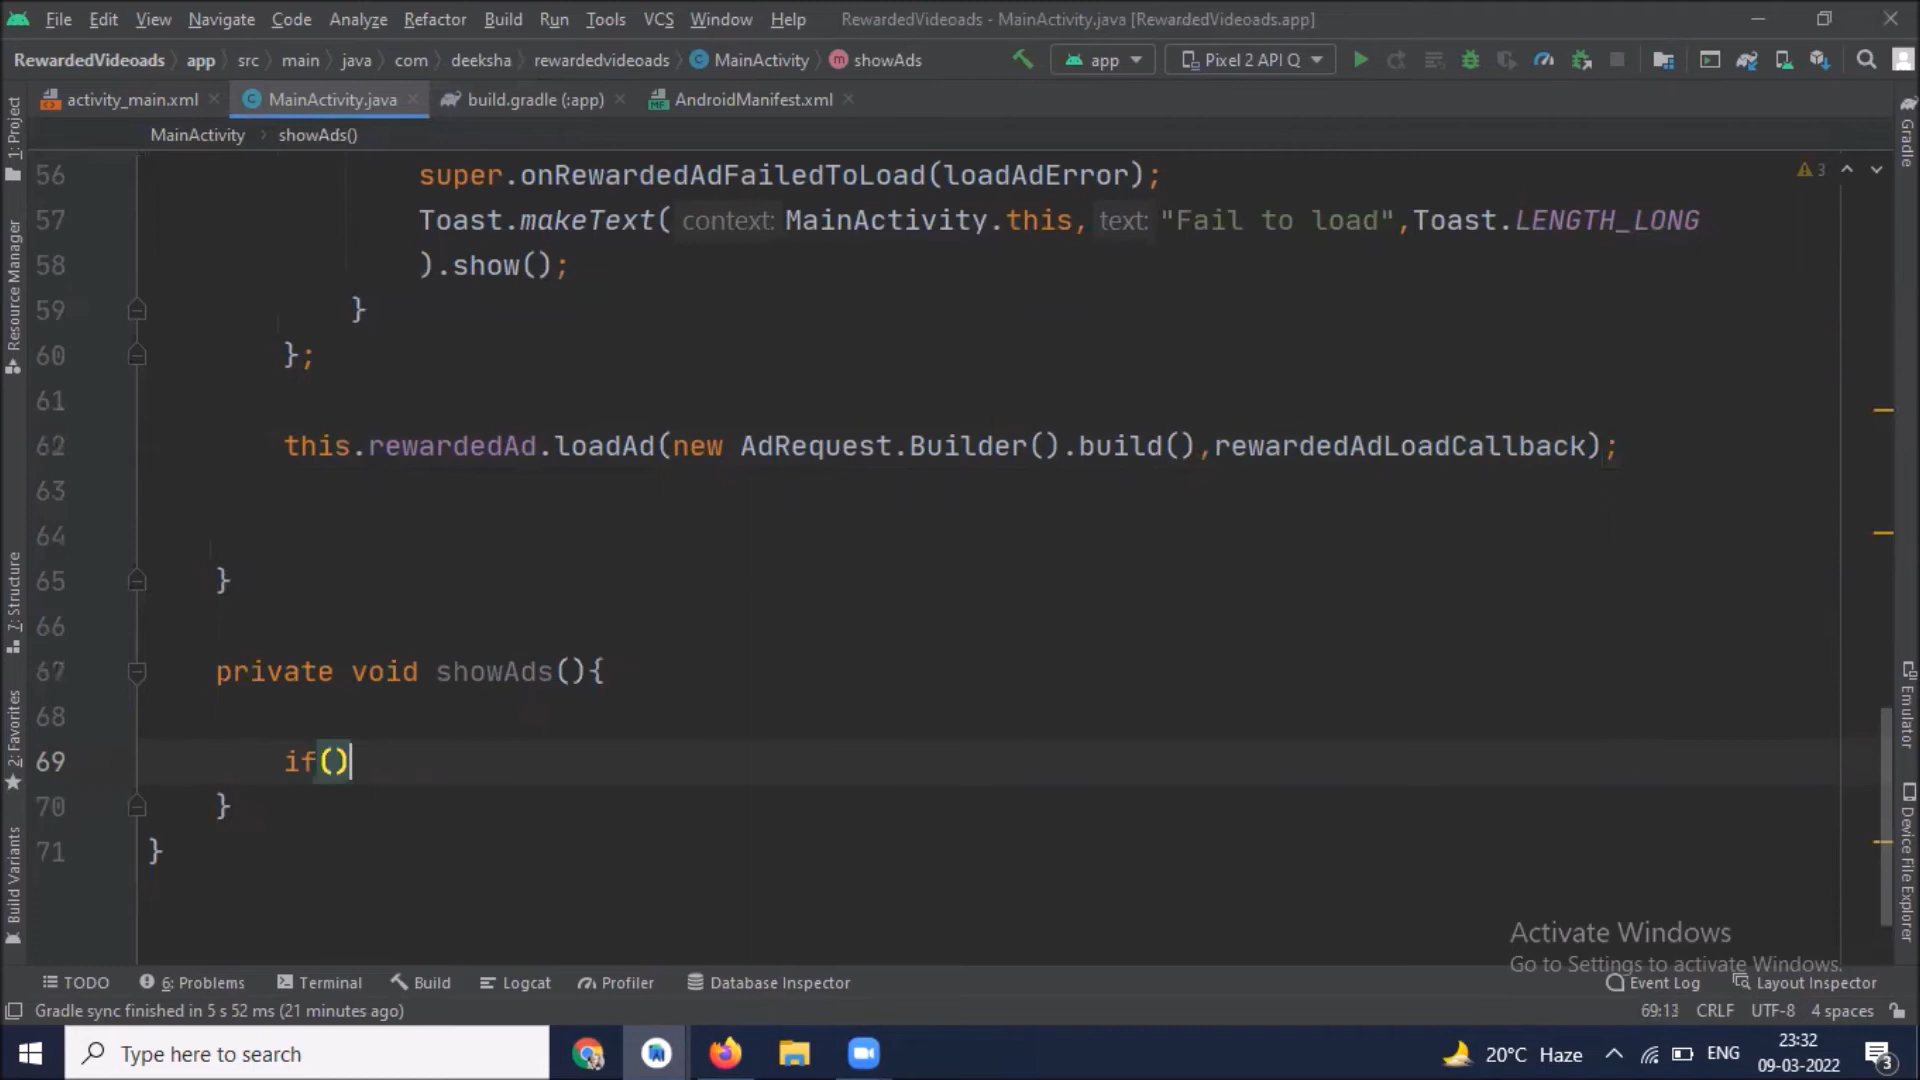 File Edit View Navigate Code Analyze Refactor Build Run Tools VCS Window Help RewardedVideoads - MainActivity.java [RewardedVideoads.app]
RewardedVideoads app src main java com deeksha rewardedvideoads MainActivity showAds app Pixel 2 API Q
activity_main.xml MainActivity.java build.gradle (:app) AndroidManifest.xml
MainActivity showAds()
1: Project
Resource Manager
7: Structure
2: Favorites
Build Variants
56 super.onRewardedAdFailedToLoad(loadAdError);
57 Toast.makeText( context: MainActivity.this, text: "Fail to load",Toast.LENGTH_LONG
58 ).show();
59 }
60 };
61
62 this.rewardedAd.loadAd(new AdRequest.Builder().build(),rewardedAdLoadCallback);
63
64
65 }
66
67 private void showAds(){
68
69 if()
70 }
71 }
3
Gradle
Emulator
Device File Explorer
Activate Windows
Go to Settings to activate Windows.
TODO 6: Problems Terminal Build Logcat Profiler Database Inspector Event Log Layout Inspector
Gradle sync finished in 5 s 52 ms (21 minutes ago) 69:13 CRLF UTF-8 4 spaces
Type here to search 20°C Haze ENG 23:32
09-03-2022 3